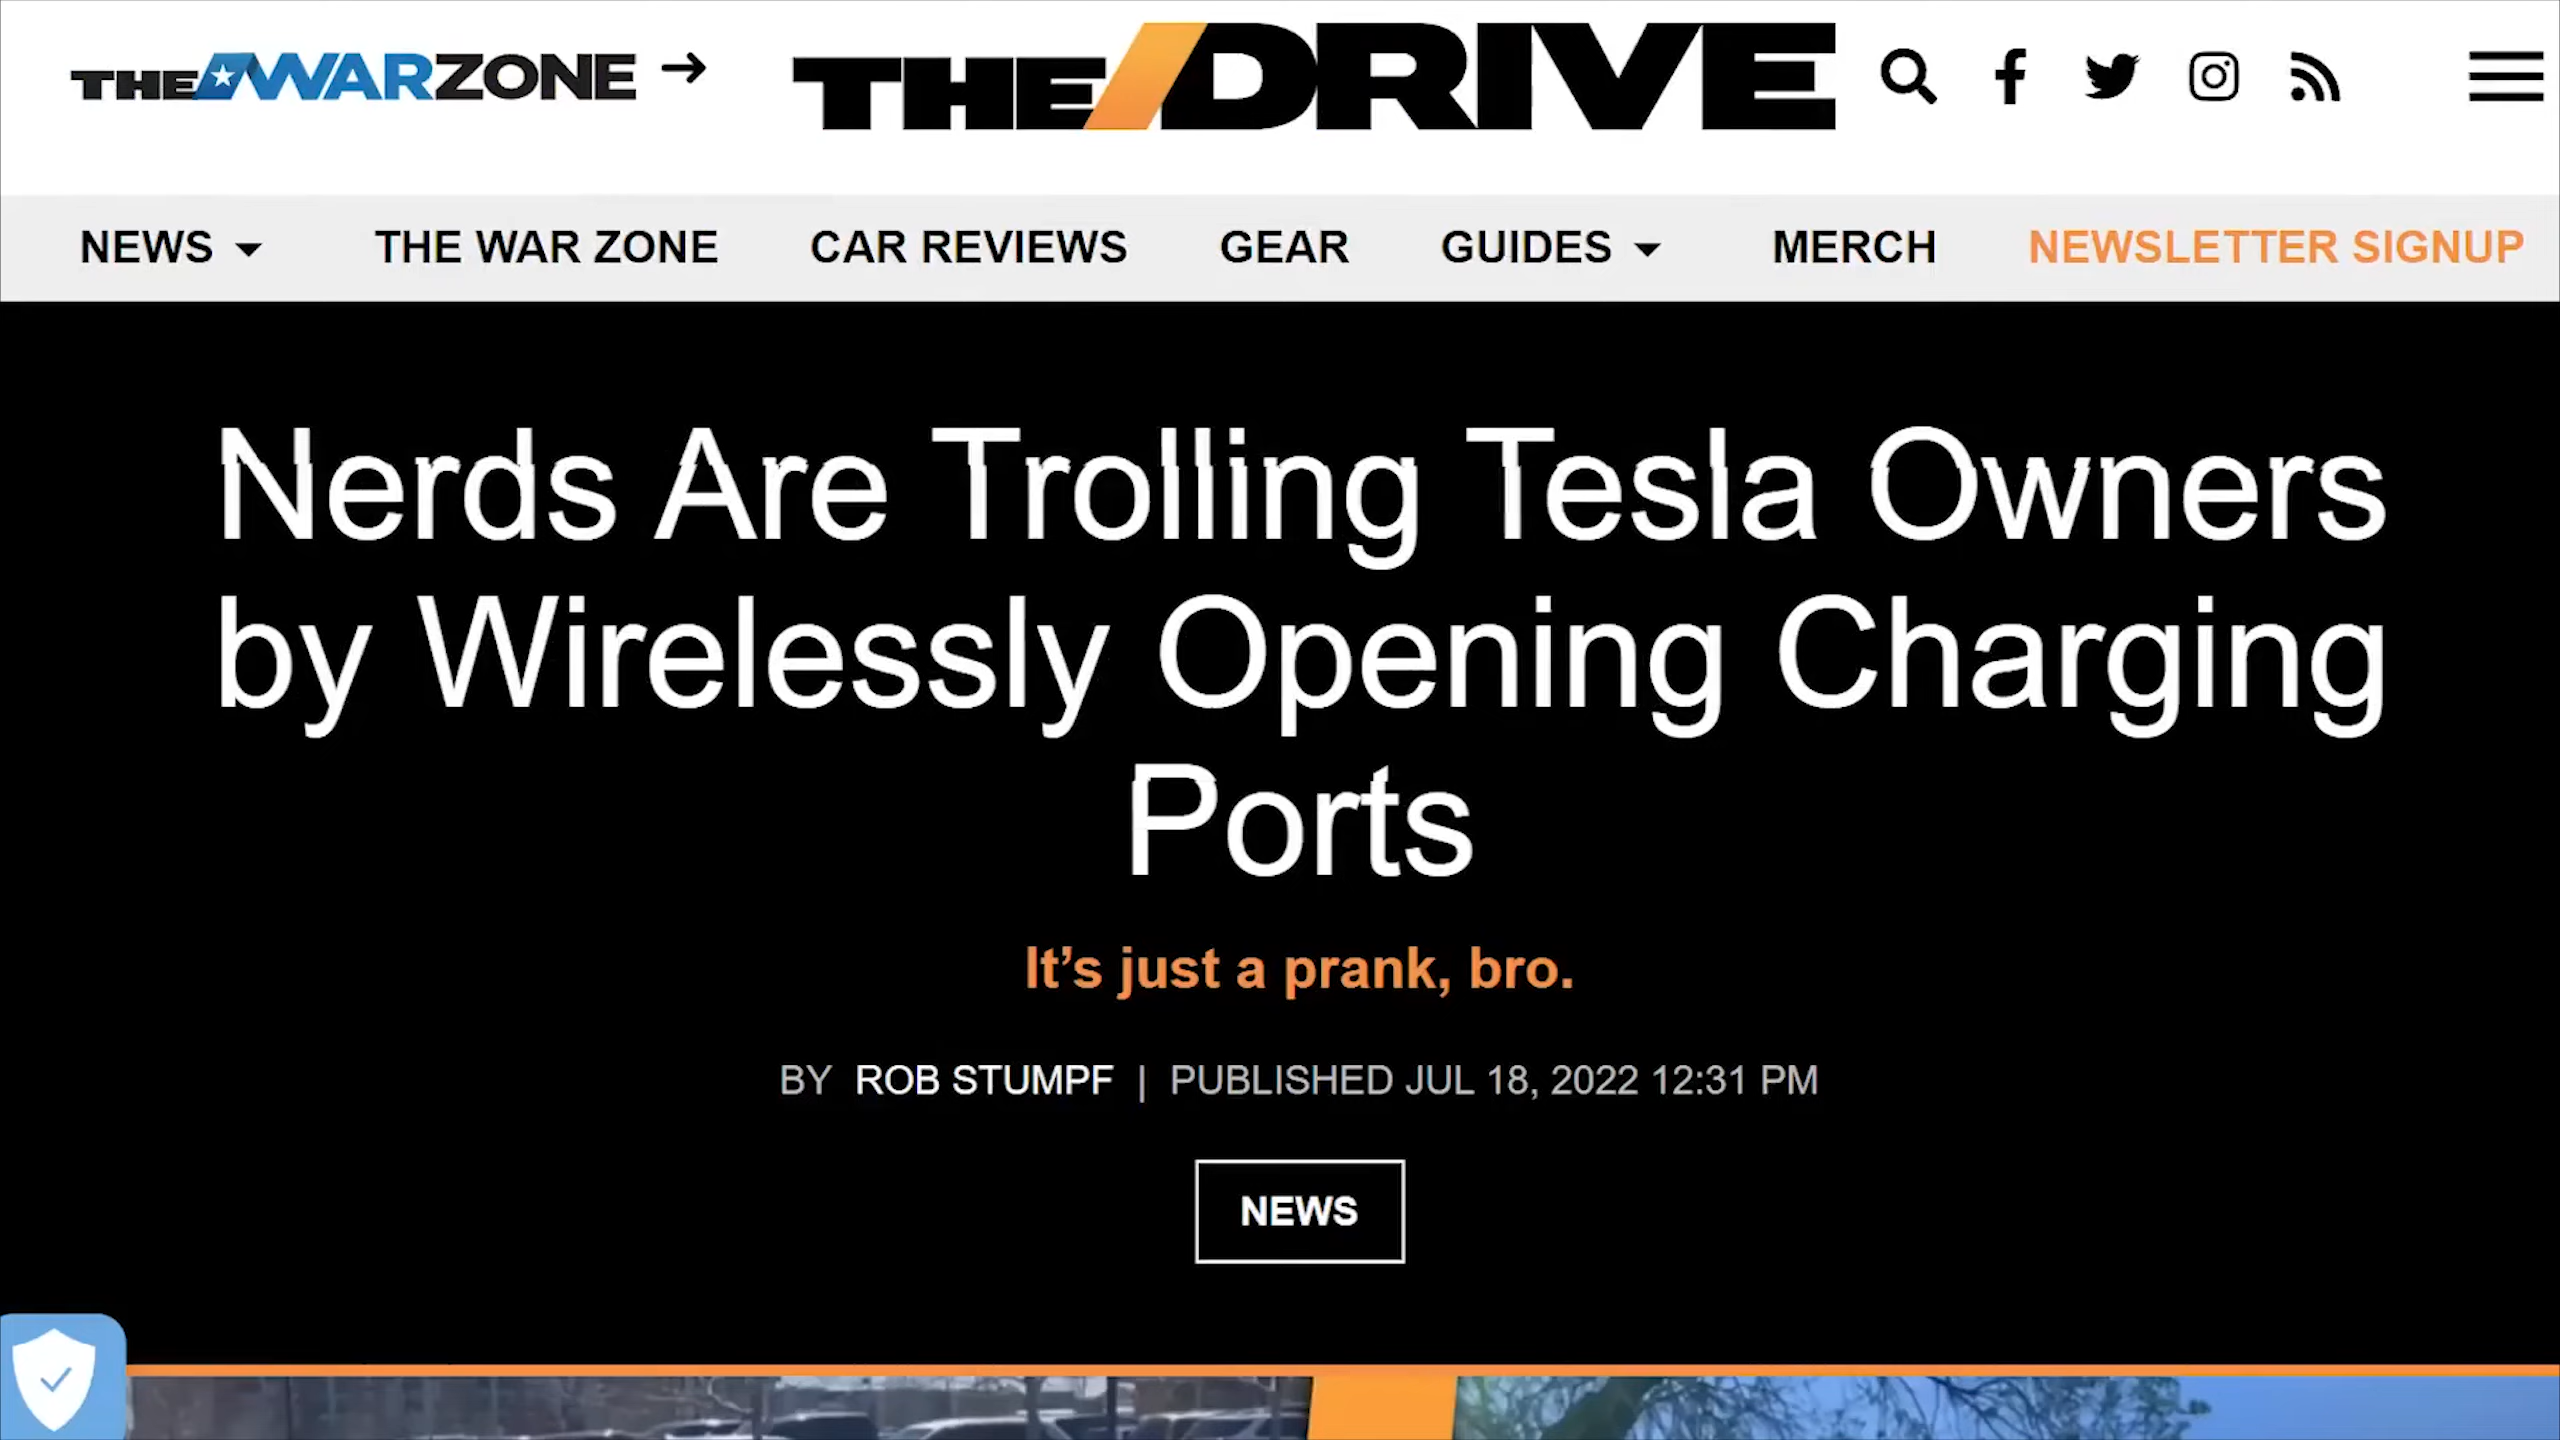 THE WARZONE →
THE DRIVE
NEWS
THE WAR ZONE
CAR REVIEWS
GEAR
GUIDES
MERCH
NEWSLETTER SIGNUP
Nerds Are Trolling Tesla Owners
by Wirelessly Opening Charging
Ports
It’s just a prank, bro.
BY ROB STUMPF | PUBLISHED JUL 18, 2022 12:31 PM
NEWS